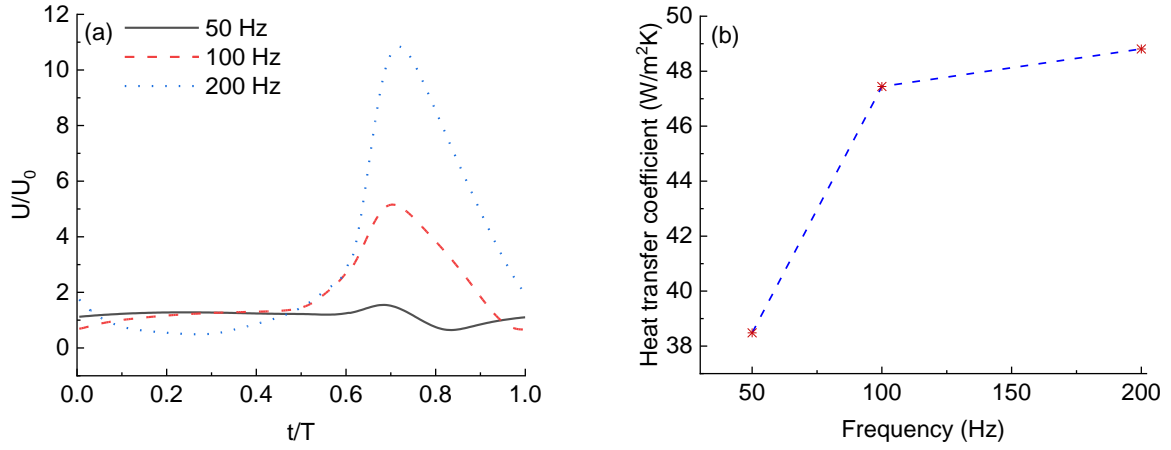 (a)
50 Hz
100 Hz
200 Hz
12
10
8
6
4
2
0
U/U0
0.0 0.2 0.4 0.6 0.8 1.0
t/T
(b)
50
48
46
44
42
40
38
Heat transfer coefficient (W/m²K)
50 100 150 200
Frequency (Hz)